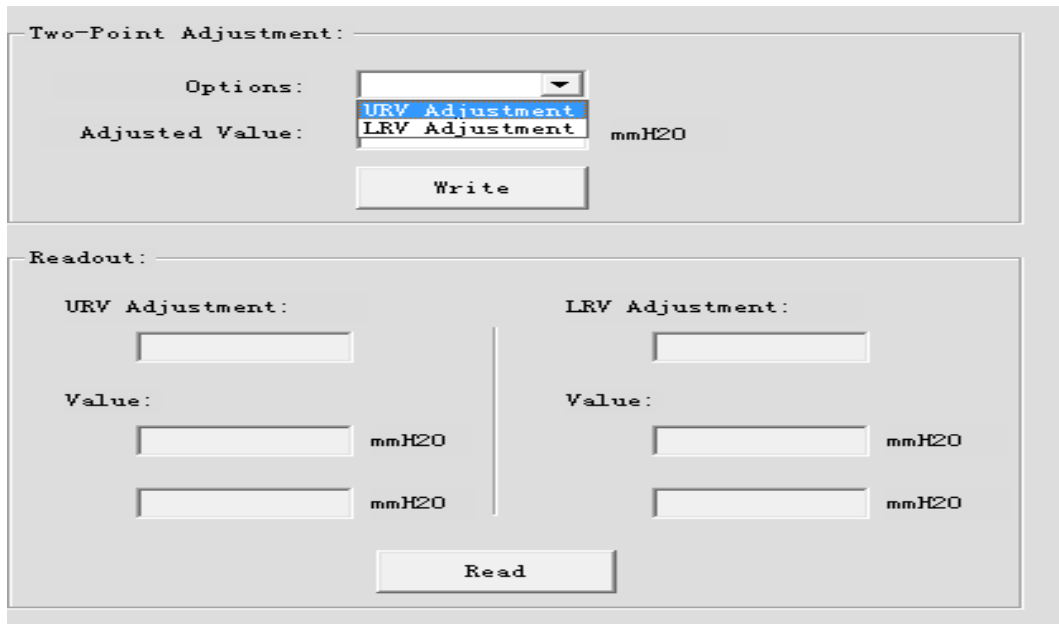 Two-Point Adjustment:
Options:
URV Adjustment
LRV Adjustment
Adjusted Value:
mmH2O
Write
Readout:
URV Adjustment:
LRV Adjustment:
Value:
Value:
mmH2O
mmH2O
mmH2O
mmH2O
Read